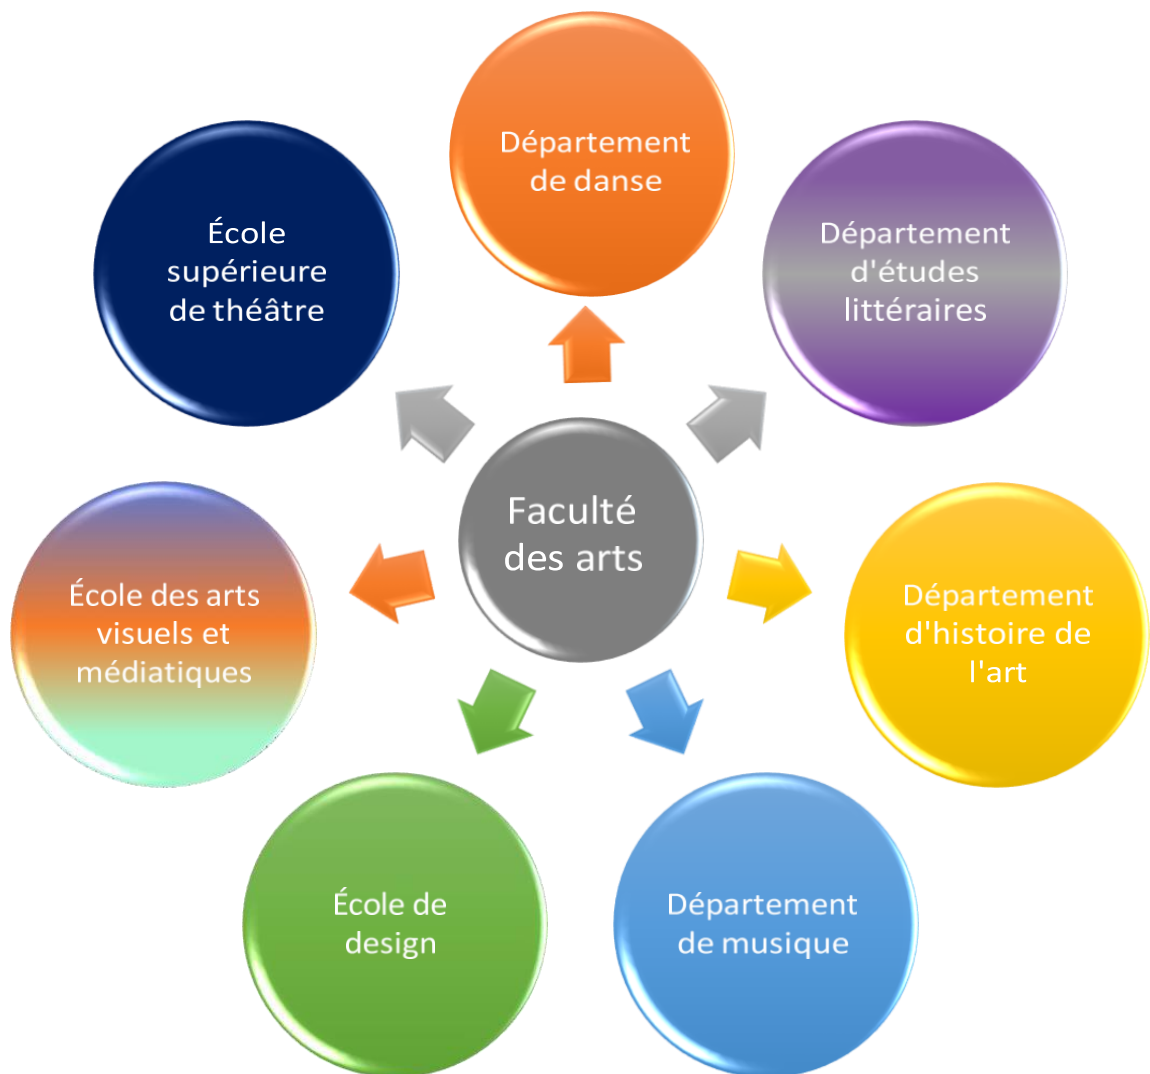 Département
de danse
Département
d'études
littéraires
Département
d'histoire de
l'art
Département
de musique
École de
design
École des arts
visuels et
médiatiques
École
supérieure
de théâtre
Faculté
des arts